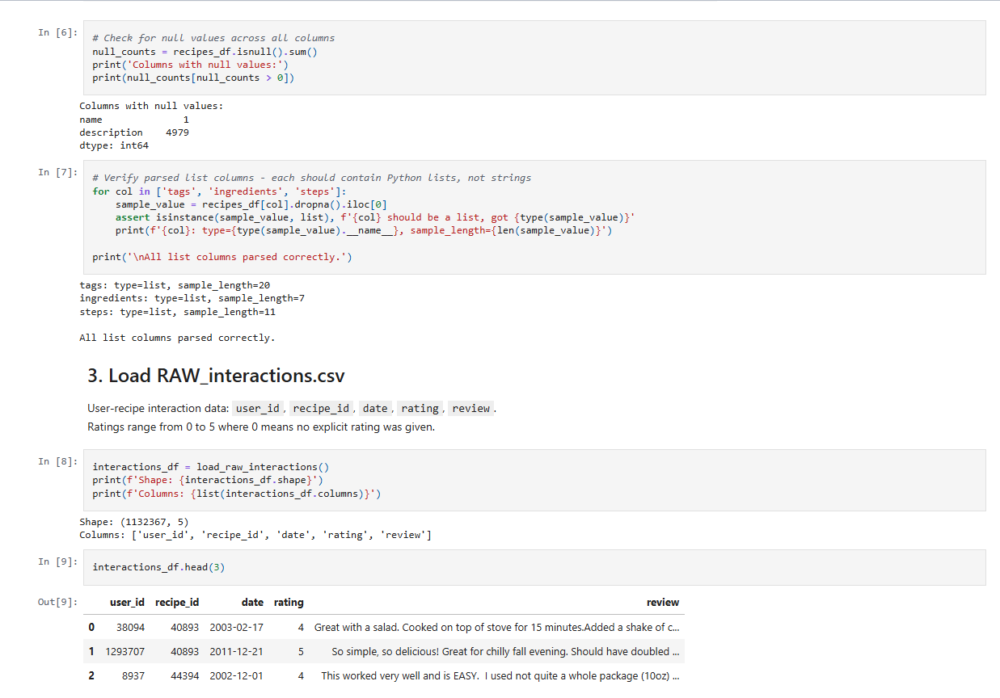 In [6]:
# Check for null values across all columns
null_counts = recipes_df.isnull().sum()
print('Columns with null values:')
print(null_counts[null_counts > 0])
Columns with null values:
name              1
description    4979
dtype: int64
In [7]:
# Verify parsed list columns - each should contain Python lists, not strings
for col in ['tags', 'ingredients', 'steps']:
    sample_value = recipes_df[col].dropna().iloc[0]
    assert isinstance(sample_value, list), f'{col} should be a list, got {type(sample_value)}'
    print(f'{col}: type={type(sample_value).__name__}, sample_length={len(sample_value)}')
print('\nAll list columns parsed correctly.')
tags: type=list, sample_length=20
ingredients: type=list, sample_length=7
steps: type=list, sample_length=11
All list columns parsed correctly.
3. Load RAW_interactions.csv
User-recipe interaction data: user_id, recipe_id, date, rating, review.
Ratings range from 0 to 5 where 0 means no explicit rating was given.
In [8]:
interactions_df = load_raw_interactions()
print(f'Shape: {interactions_df.shape}')
print(f'Columns: {list(interactions_df.columns)}')
Shape: (1132367, 5)
Columns: ['user_id', 'recipe_id', 'date', 'rating', 'review']
In [9]:
interactions_df.head(3)
Out[9]:
user_id recipe_id date rating review
0 38094 40893 2003-02-17 4 Great with a salad. Cooked on top of stove for 15 minutes.Added a shake of c...
1 1293707 40893 2011-12-21 5 So simple, so delicious! Great for chilly fall evening. Should have doubled ...
2 8937 44394 2002-12-01 4 This worked very well and is EASY.  I used not quite a whole package (10oz) ...